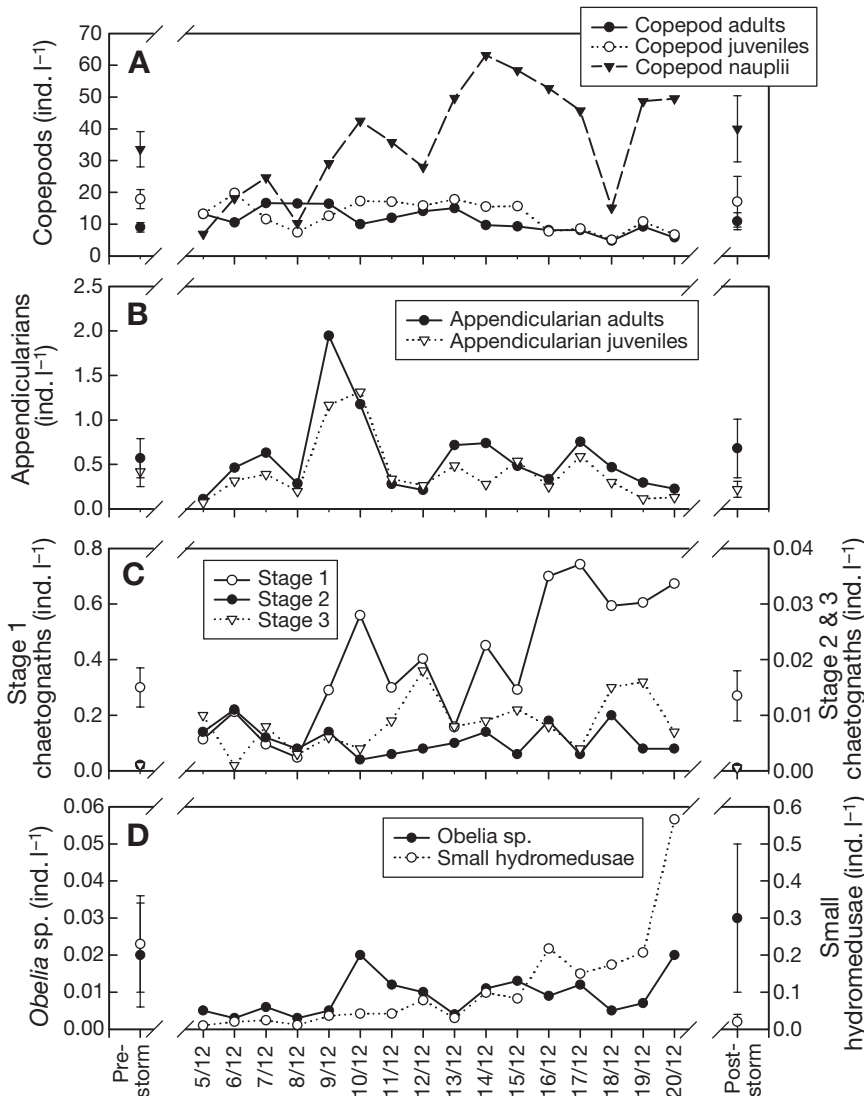 Copepod adults
Copepod juveniles
Copepod nauplii
A
Copepods (ind. l⁻¹)
70
60
50
40
30
20
10
0
B
Appendicularian adults
Appendicularian juveniles
Appendicularians
(ind. l⁻¹)
2.5
2.0
1.5
1.0
0.5
0.0
C
Stage 1
Stage 2
Stage 3
Stage 1
chaetognaths (ind. l⁻¹)
0.8
0.6
0.4
0.2
0.0
0.04
0.03
0.02
0.01
0.00
Stage 2 & 3
chaetognaths (ind. l⁻¹)
D
Obelia sp.
Small hydromedusae
Obelia sp. (ind. l⁻¹)
0.06
0.05
0.04
0.03
0.02
0.01
0.00
0.6
0.5
0.4
0.3
0.2
0.1
0.0
Small
hydromedusae (ind. l⁻¹)
Pre-
storm
5/12
6/12
7/12
8/12
9/12
10/12
11/12
12/12
13/12
14/12
15/12
16/12
17/12
18/12
19/12
20/12
Post-
storm